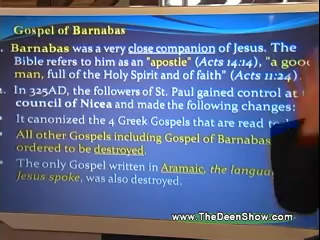 Gospel of Barnabas
Barnabas was a very close companion of Jesus. The
Bible refers to him as an "apostle" (Acts 14:14), "a good
man, full of the Holy Spirit and of faith" (Acts 11:24).
In 325AD, the followers of St. Paul gained control at
council of Nicea and made the following changes:
• It canonized the 4 Greek Gospels that are read
• All other Gospels including Gospel of Barnabas
ordered to be destroyed.
• The only Gospel written in Aramaic, the language
Jesus spoke, was also destroyed.
www.TheDeenShow.com